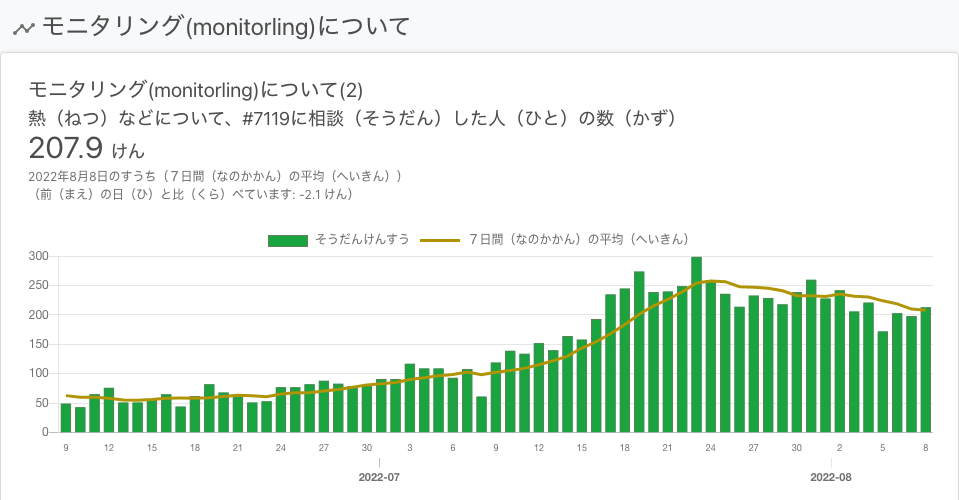 モニタリング(monitorling)について
モニタリング(monitorling)について(2)
熱（ねつ）などについて、#7119に相談（そうだん）した人（ひと）の数（かず）
207.9 けん
2022年8月8日のすうち（７日間（なのかかん）の平均（へいきん））
（前（まえ）の日（ひ）と比（くら）べています: -2.1 けん）
そうだんけんすう ７日間（なのかかん）の平均（へいきん）
300
250
200
150
100
50
0
9 12 15 18 21 24 27 30 3 6 9 12 15 18 21 24 27 30 2 5 8
2022-07 2022-08